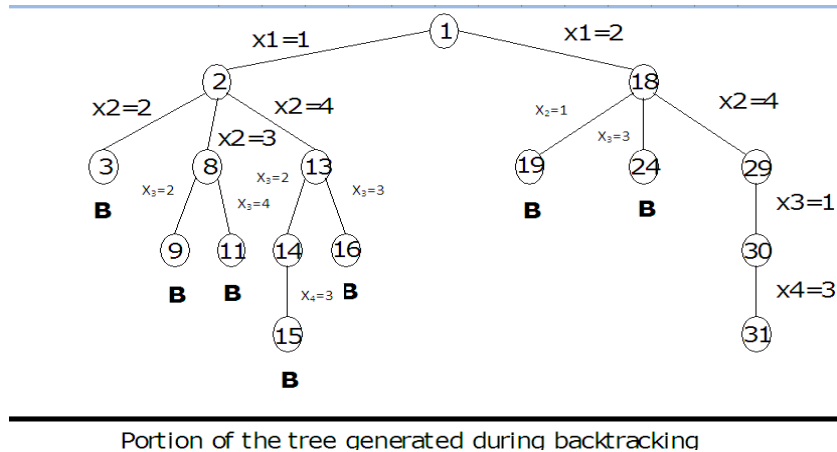 x1=1 1 x1=2
2 18
x2=2 x2=3 x2=4 X₂=1 X₃=3 x2=4
3 8 13 19 24 29
B X₃=2 X₃=4 X₃=2 X₃=3 B B x3=1
9 11 14 16 30
B B X₄=3 B x4=3
15 31
B
Portion of the tree generated during backtracking